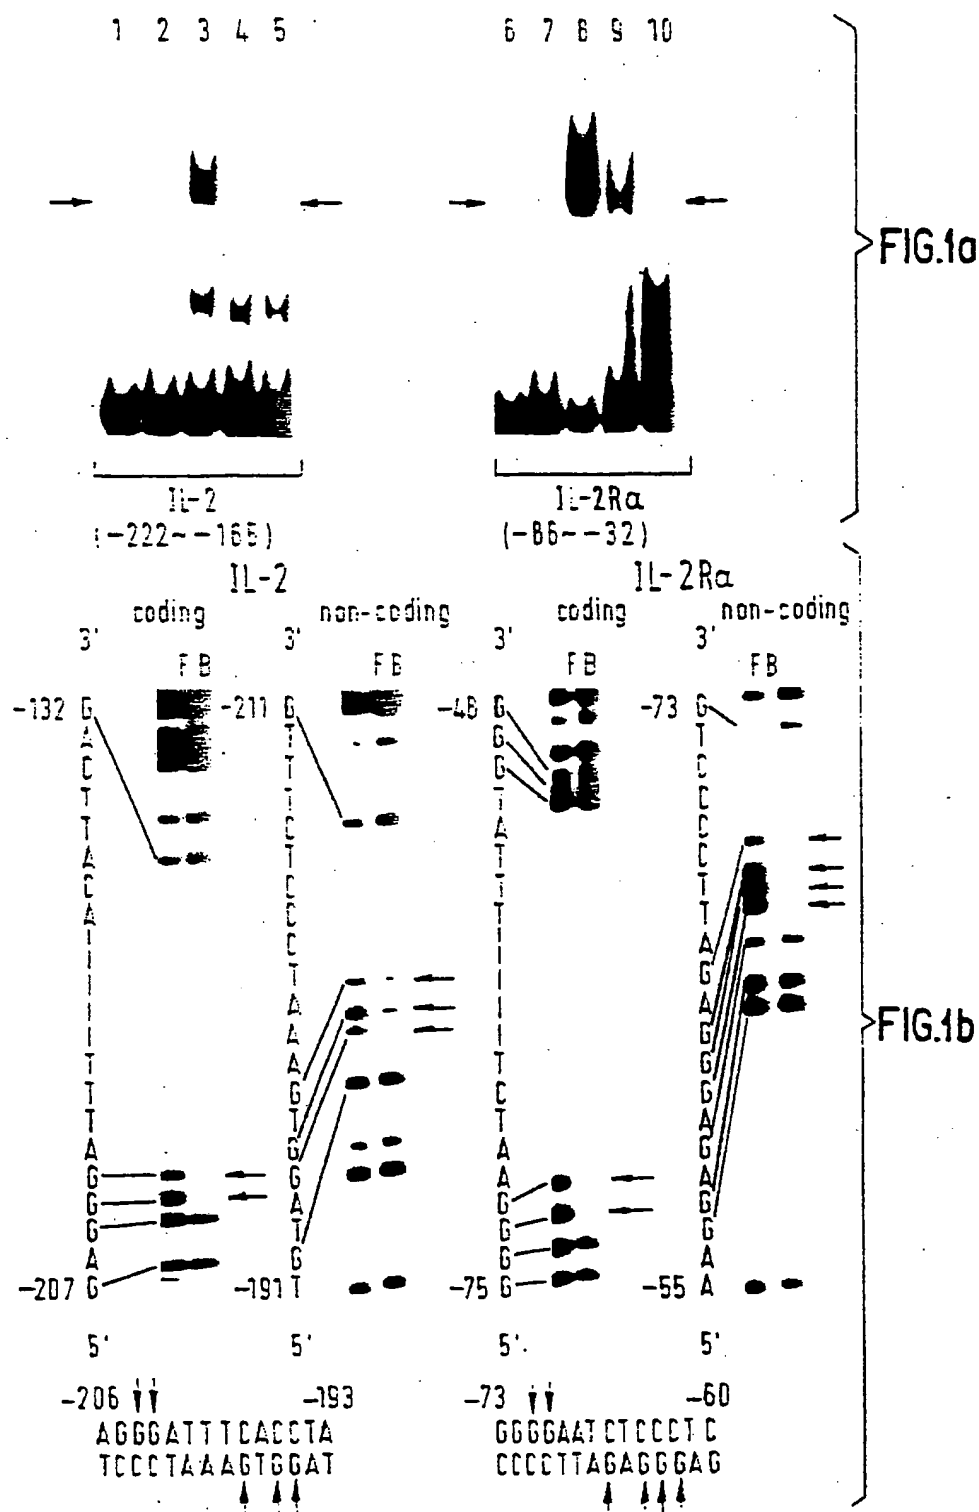 1 2 3 4 5
6 7 8 9 10
FIG.1a
IL-2
(-222~-166)
IL-2Rα
(-86~-32)
IL-2
IL-2Rα
coding
non-coding
coding
non-coding
3'
3'
3'
3'
F B
F B
F B
F B
-132
G
A
C
T
T
A
C
A
T
T
T
T
T
T
A
G
G
G
A
G
-207
5'
-211
G
T
T
T
C
T
C
C
C
T
A
A
A
G
T
G
G
A
T
G
T
-191
5'
-46
G
G
G
T
A
T
T
T
T
T
T
C
T
A
A
G
G
G
G
-75
5'.
-73
G
T
C
C
C
C
T
T
A
G
A
G
G
G
A
G
A
G
G
A
A
-55
5'
FIG.1b
-206
-193
AGGGATTTCACCTA
TCCCTAAAGTGGAT
-73
-60
GGGGAATCTCCCTC
CCCCTTAGAGGGAG